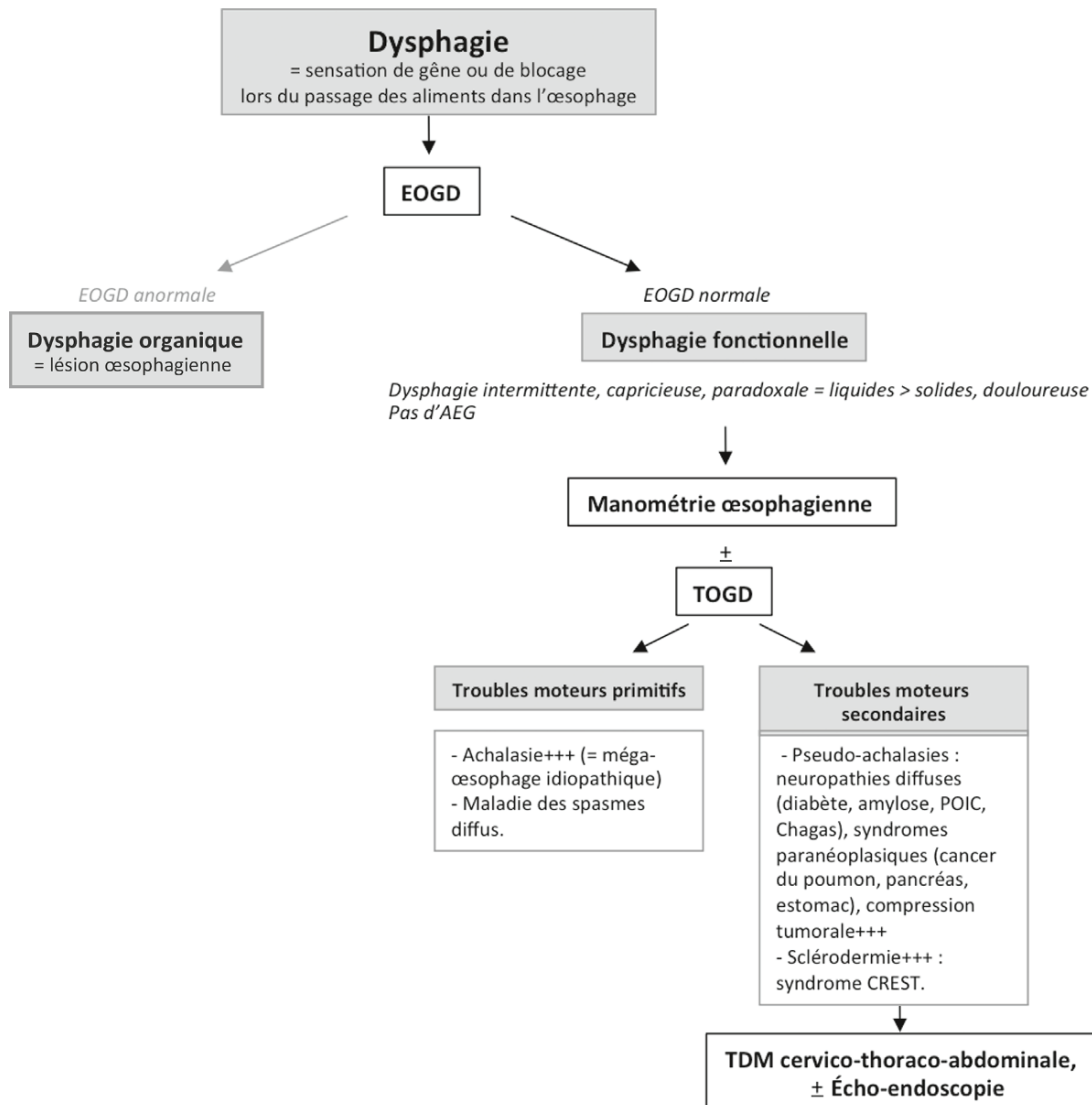 Dysphagie
= sensation de gêne ou de blocage
lors du passage des aliments dans l’œsophage
EOGD
EOGD anormale
Dysphagie organique
= lésion œsophagienne
EOGD normale
Dysphagie fonctionnelle
Dysphagie intermittente, capricieuse, paradoxale = liquides > solides, douloureuse
Pas d’AEG
Manométrie œsophagienne
±
TOGD
Troubles moteurs primitifs
- Achalasie+++ (= méga-
œsophage idiopathique)
- Maladie des spasmes
diffus.
Troubles moteurs
secondaires
- Pseudo-achalasies :
neuropathies diffuses
(diabète, amylose, POIC,
Chagas), syndromes
paranéoplasiques (cancer
du poumon, pancréas,
estomac), compression
tumorale+++
- Sclérodermie+++ :
syndrome CREST.
TDM cervico-thoraco-abdominale,
± Écho-endoscopie